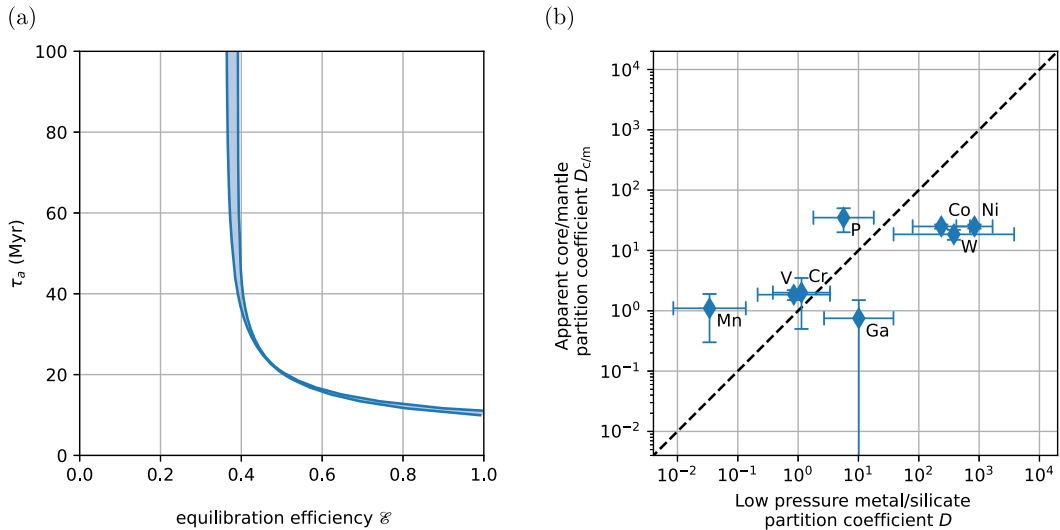 (a)
100
80
60
40
20
0
τₐ (Myr)
0.0 0.2 0.4 0.6 0.8 1.0
equilibration efficiency ℰ
(b)
10⁴
10³
10²
10¹
10⁰
10⁻¹
10⁻²
Apparent core/mantle
partition coefficient D_c/m
Co Ni
P
W
V Cr
Mn
Ga
10⁻² 10⁻¹ 10⁰ 10¹ 10² 10³ 10⁴
Low pressure metal/silicate
partition coefficient D